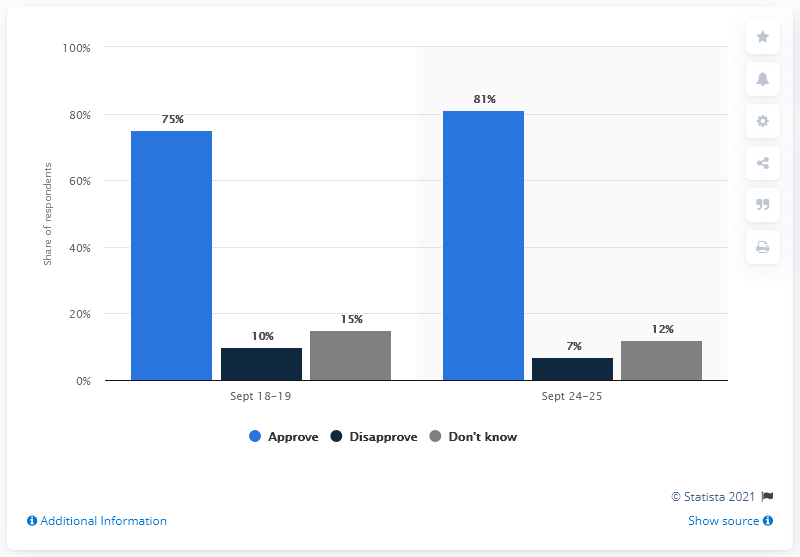 100%
80%
60%
40%
20%
0%
Share of respondents
75%
10%
15%
81%
7%
12%
Sept 18-19
Sept 24-25
Approve
Disapprove
Don't know
© Statista 2021
Additional Information
Show source